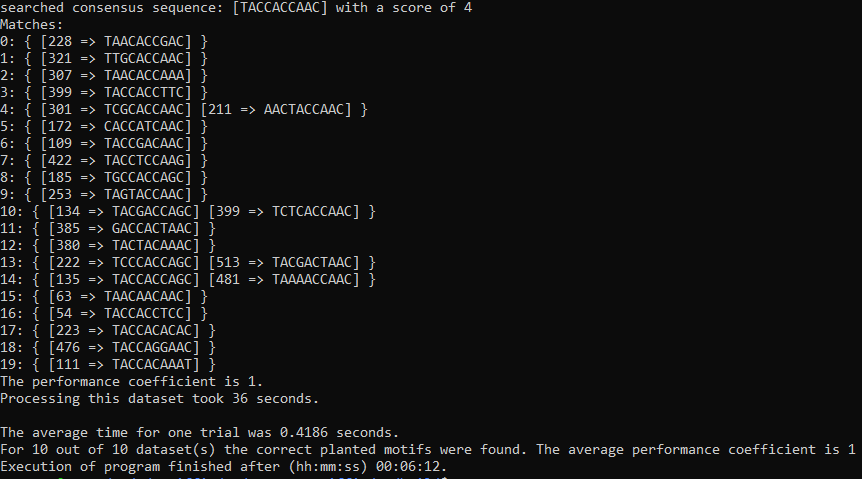 searched consensus sequence: [TACCACCAAC] with a score of 4
Matches:
0: { [228 => TAACACCGAC] }
1: { [321 => TTGCACCAAC] }
2: { [307 => TAACACCAAA] }
3: { [399 => TACCACCTTC] }
4: { [301 => TCGCACCAAC] [211 => AACTACCAAC] }
5: { [172 => CACCATCAAC] }
6: { [109 => TACCGACAAC] }
7: { [422 => TACCTCCAAG] }
8: { [185 => TGCCACCAGC] }
9: { [253 => TAGTACCAAC] }
10: { [134 => TACGACCAGC] [399 => TCTCACCAAC] }
11: { [385 => GACCACTAAC] }
12: { [380 => TACTACAAAC] }
13: { [222 => TCCCACCAGC] [513 => TACGACTAAC] }
14: { [135 => TACCACCAGC] [481 => TAAAACCAAC] }
15: { [63 => TAACAACAAC] }
16: { [54 => TACCACCTCC] }
17: { [223 => TACCACACAC] }
18: { [476 => TACCAGGAAC] }
19: { [111 => TACCACAAAT] }
The performance coefficient is 1.
Processing this dataset took 36 seconds.
The average time for one trial was 0.4186 seconds.
For 10 out of 10 dataset(s) the correct planted motifs were found. The average performance coefficient is 1
Execution of program finished after (hh:mm:ss) 00:06:12.